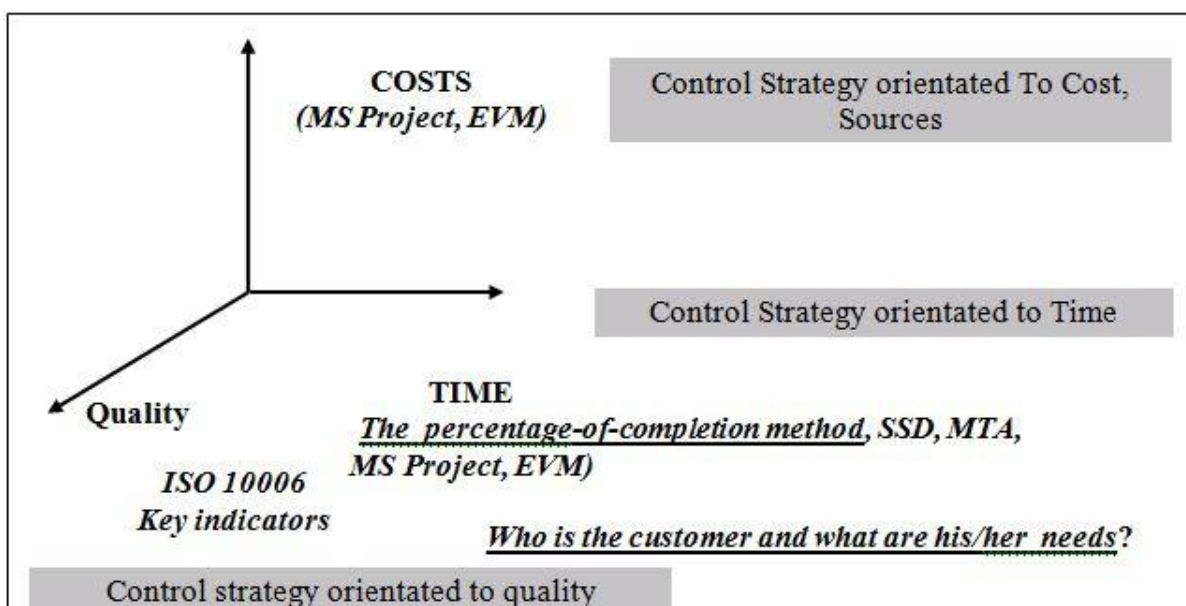 COSTS
(MS Project, EVM)
Control Strategy orientated To Cost,
Sources
Control Strategy orientated to Time
TIME
Quality
The percentage-of-completion method, SSD, MTA,
MS Project, EVM)
ISO 10006
Key indicators
Who is the customer and what are his/her needs?
Control strategy orientated to quality